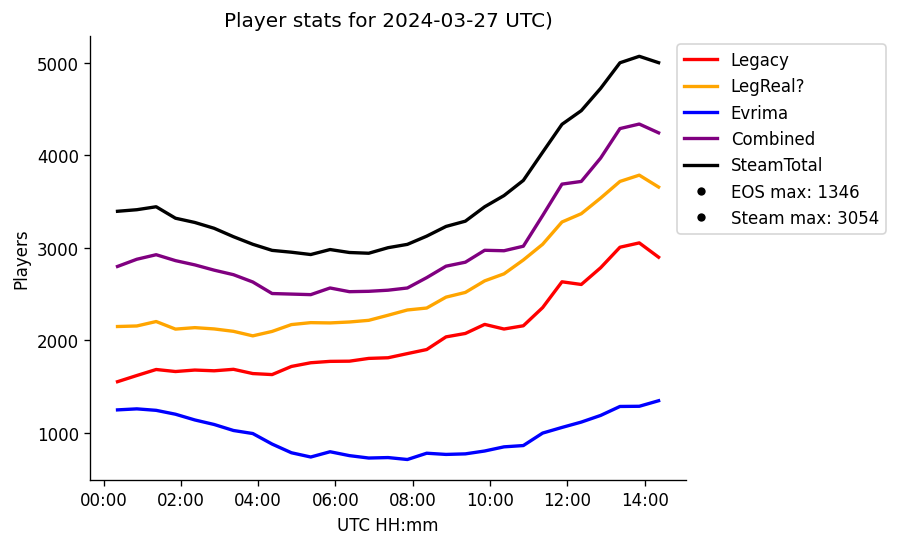 Player stats for 2024-03-27 UTC)
5000
4000
3000
2000
1000
Players
00:00 02:00 04:00 06:00 08:00 10:00 12:00 14:00
UTC HH:mm
Legacy
LegReal?
Evrima
Combined
SteamTotal
EOS max: 1346
Steam max: 3054